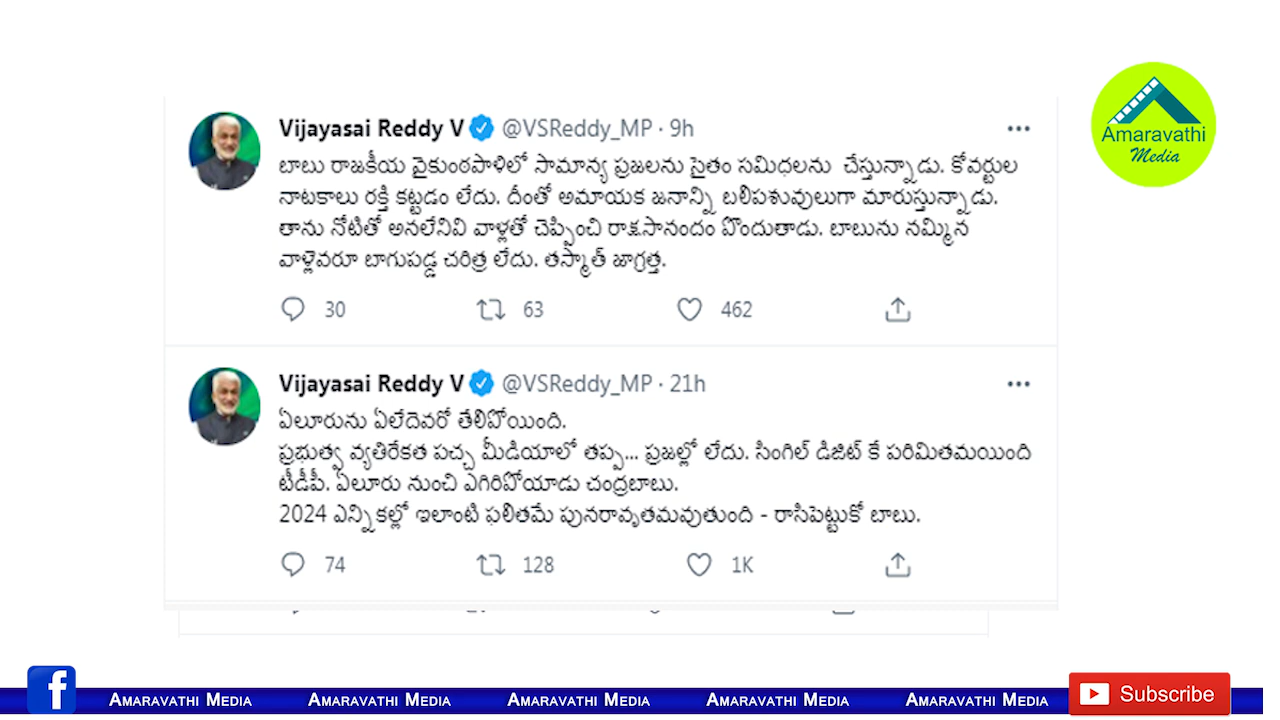 Amaravathi
Media
Vijayasai Reddy V @VSReddy_MP · 9h
బాబు రాజకీయ వైకుంఠపాళిలో సామాన్య ప్రజలను సైతం సమిధలను చేస్తున్నాడు. కోవర్టుల
నాటకాలు రక్తి కట్టడం లేదు. దీంతో అమాయక జనాన్ని బలిపశువులుగా మారుస్తున్నాడు.
తాను నోటితో అనలేనివి వాళ్లతో చెప్పించి రాక్షసానందం పొందుతాడు. బాబును నమ్మిన
వాళ్లెవరూ బాగుపడ్డ చరిత్ర లేదు. తస్మాత్ జాగ్రత్త.
30 63 462
Vijayasai Reddy V @VSReddy_MP · 21h
ఏలూరును ఏలేదెవరో తేలిపోయింది.
ప్రభుత్వ వ్యతిరేకత పచ్చ మీడియాలో తప్ప... ప్రజల్లో లేదు. సింగిల్ డిజిట్ కే పరిమితమయింది
టీడీపీ. ఏలూరు నుంచి ఎగిరిపోయాడు చంద్రబాబు.
2024 ఎన్నికల్లో ఇలాంటి ఫలితమే పునరావృతమవుతుంది - రాసిపెట్టుకో బాబు.
74 128 1K
f Amaravathi Media Amaravathi Media Amaravathi Media Amaravathi Media Amaravathi Media Subscribe